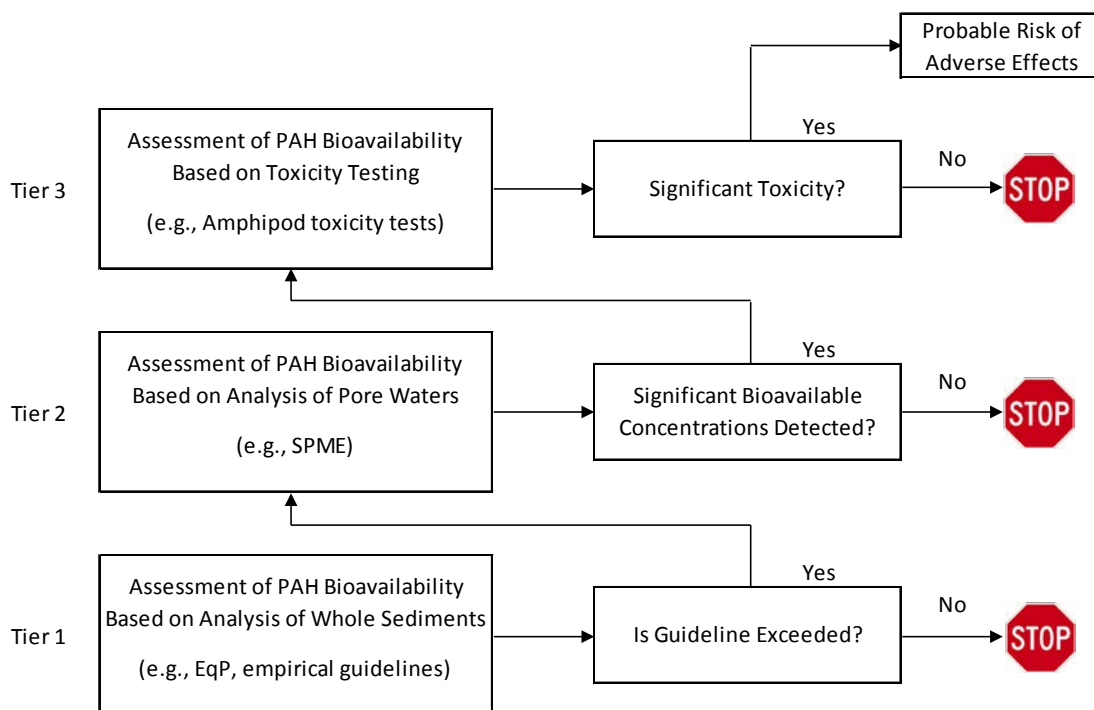 Probable Risk of
Adverse Effects
Tier 3
Assessment of PAH Bioavailability
Based on Toxicity Testing
(e.g., Amphipod toxicity tests)
Significant Toxicity?
Yes
No
STOP
Tier 2
Assessment of PAH Bioavailability
Based on Analysis of Pore Waters
(e.g., SPME)
Significant Bioavailable
Concentrations Detected?
Yes
No
STOP
Tier 1
Assessment of PAH Bioavailability
Based on Analysis of Whole Sediments
(e.g., EqP, empirical guidelines)
Is Guideline Exceeded?
Yes
No
STOP